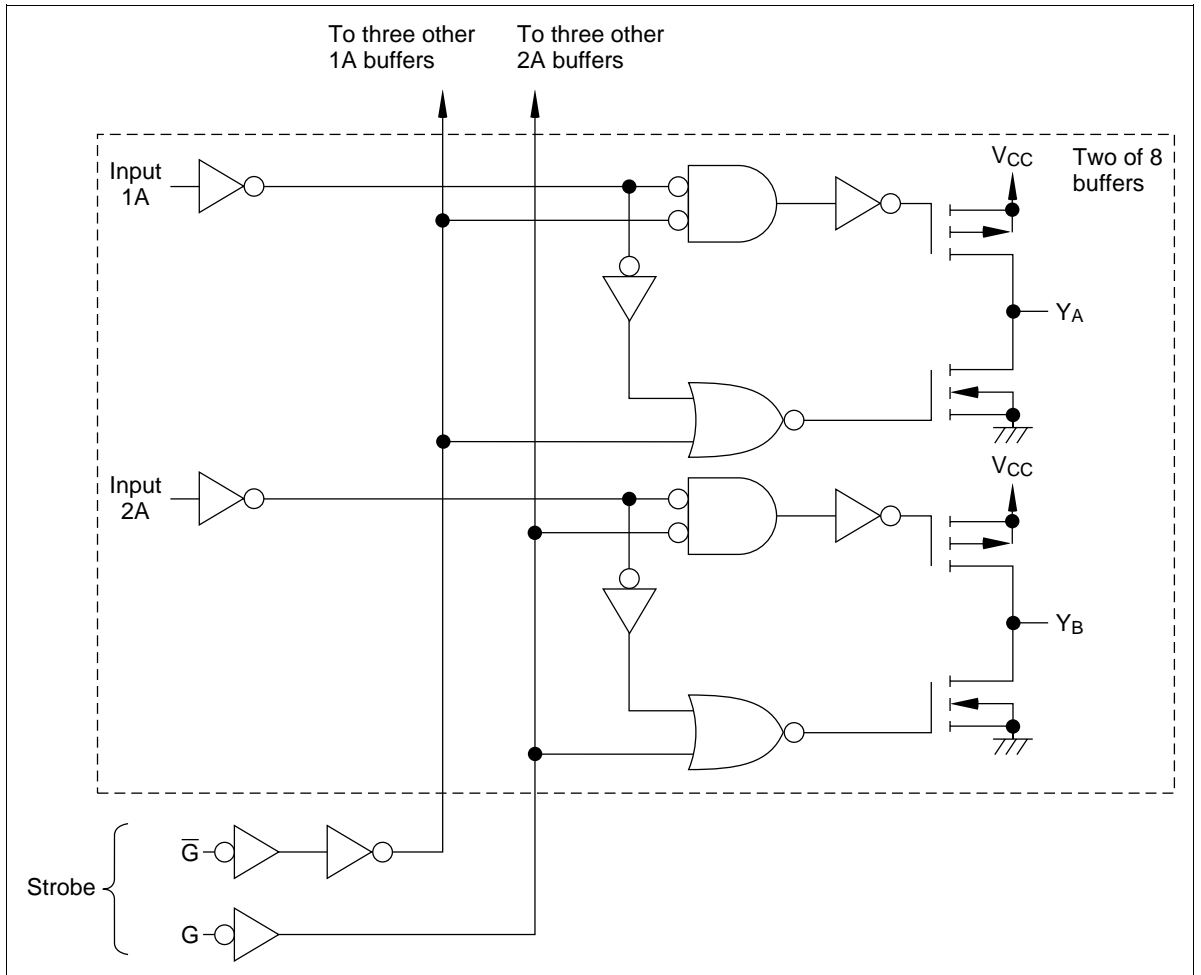 To three other
1A buffers
To three other
2A buffers
Input
1A
VCC
Two of 8
buffers
YA
Input
2A
VCC
YB
Strobe
G̅
G